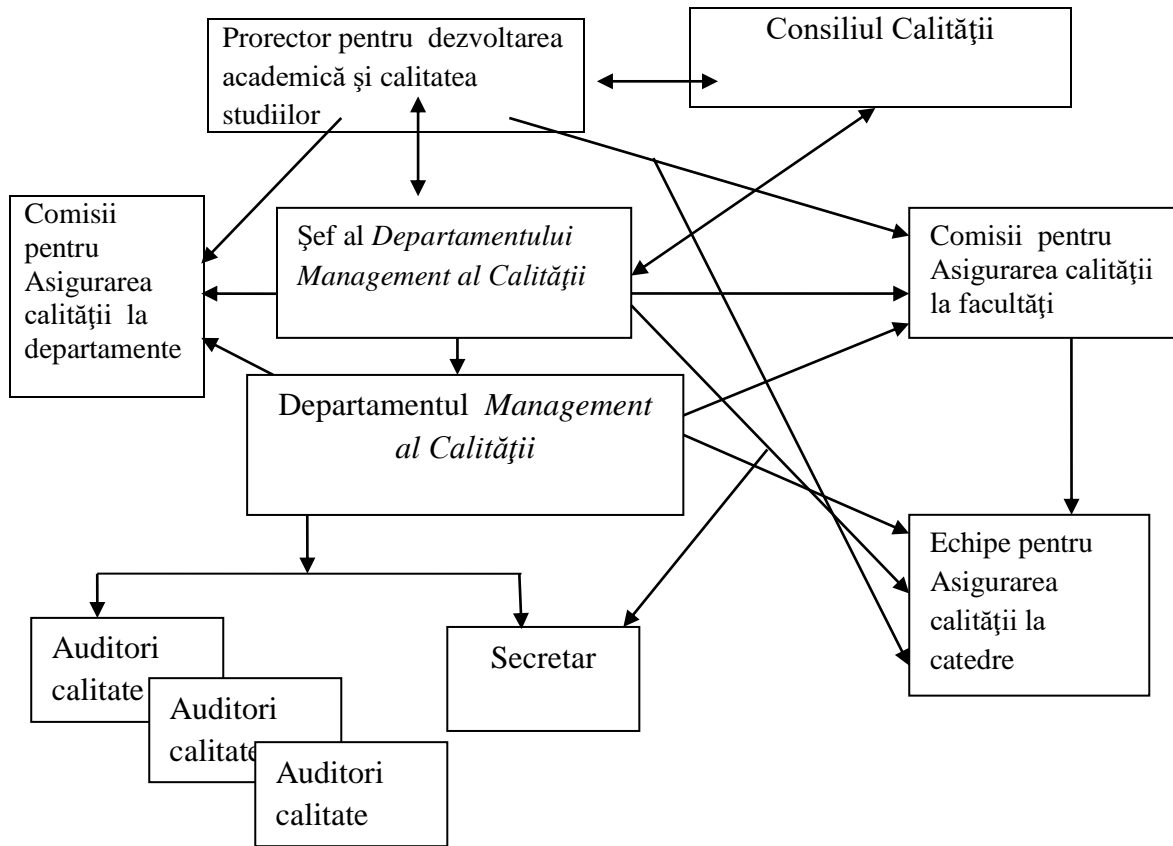 Prorector pentru dezvoltarea
academică şi calitatea
studiilor
Consiliul Calităţii
Comisii
pentru
Asigurarea
calităţii la
departamente
Şef al Departamentului
Management al Calităţii
Comisii pentru
Asigurarea calităţii
la facultăţi
Departamentul Management
al Calităţii
Echipe pentru
Asigurarea
calităţii la
catedre
Auditori
calitate
Auditori
calitate
Auditori
calitate
Secretar